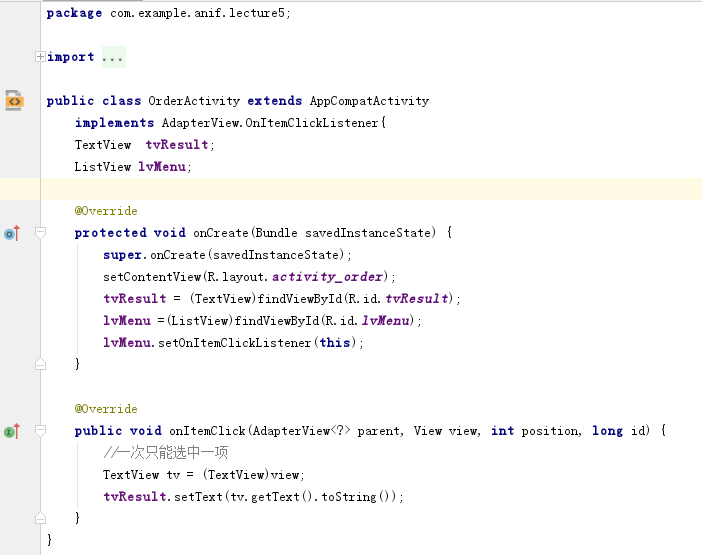 package com.example.anif.lecture5;
import ...
public class OrderActivity extends AppCompatActivity
implements AdapterView.OnItemClickListener{
TextView  tvResult;
ListView lvMenu;
@Override
protected void onCreate(Bundle savedInstanceState) {
super.onCreate(savedInstanceState);
setContentView(R.layout.activity_order);
tvResult = (TextView)findViewById(R.id.tvResult);
lvMenu =(ListView)findViewById(R.id.lvMenu);
lvMenu.setOnItemClickListener(this);
}
@Override
public void onItemClick(AdapterView<?> parent, View view, int position, long id) {
//一次只能选中一项
TextView tv = (TextView)view;
tvResult.setText(tv.getText().toString());
}
}